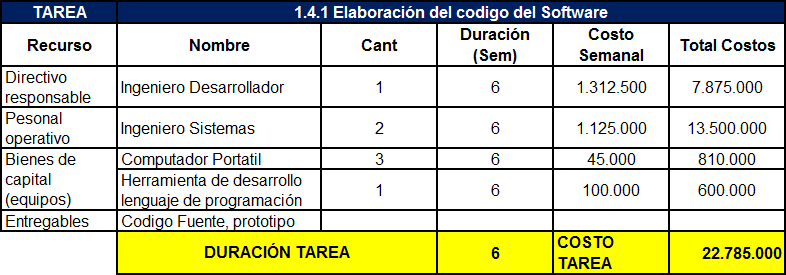 TAREA 1.4.1 Elaboración del codigo del Software
Recurso Nombre Cant Duración (Sem) Costo Semanal Total Costos
Directivo responsable Ingeniero Desarrollador 1 6 1.312.500 7.875.000
Pesonal operativo Ingeniero Sistemas 2 6 1.125.000 13.500.000
Bienes de capital (equipos) Computador Portatil 3 6 45.000 810.000
Herramienta de desarrollo lenguaje de programación 1 6 100.000 600.000
Entregables Codigo Fuente, prototipo
DURACIÓN TAREA 6 COSTO TAREA 22.785.000